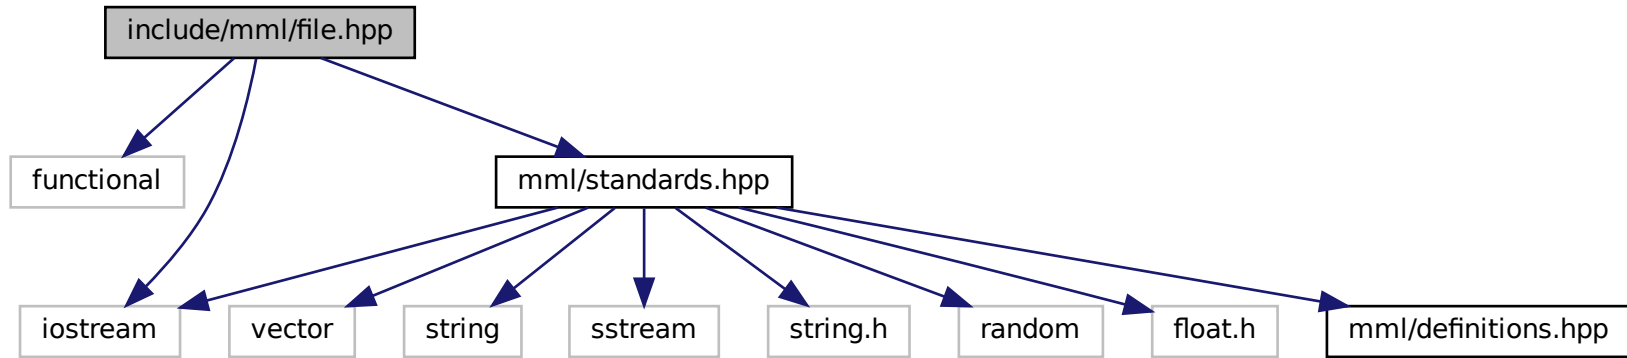 include/mml/file.hpp
functional
mml/standards.hpp
iostream
vector
string
sstream
string.h
random
float.h
mml/definitions.hpp